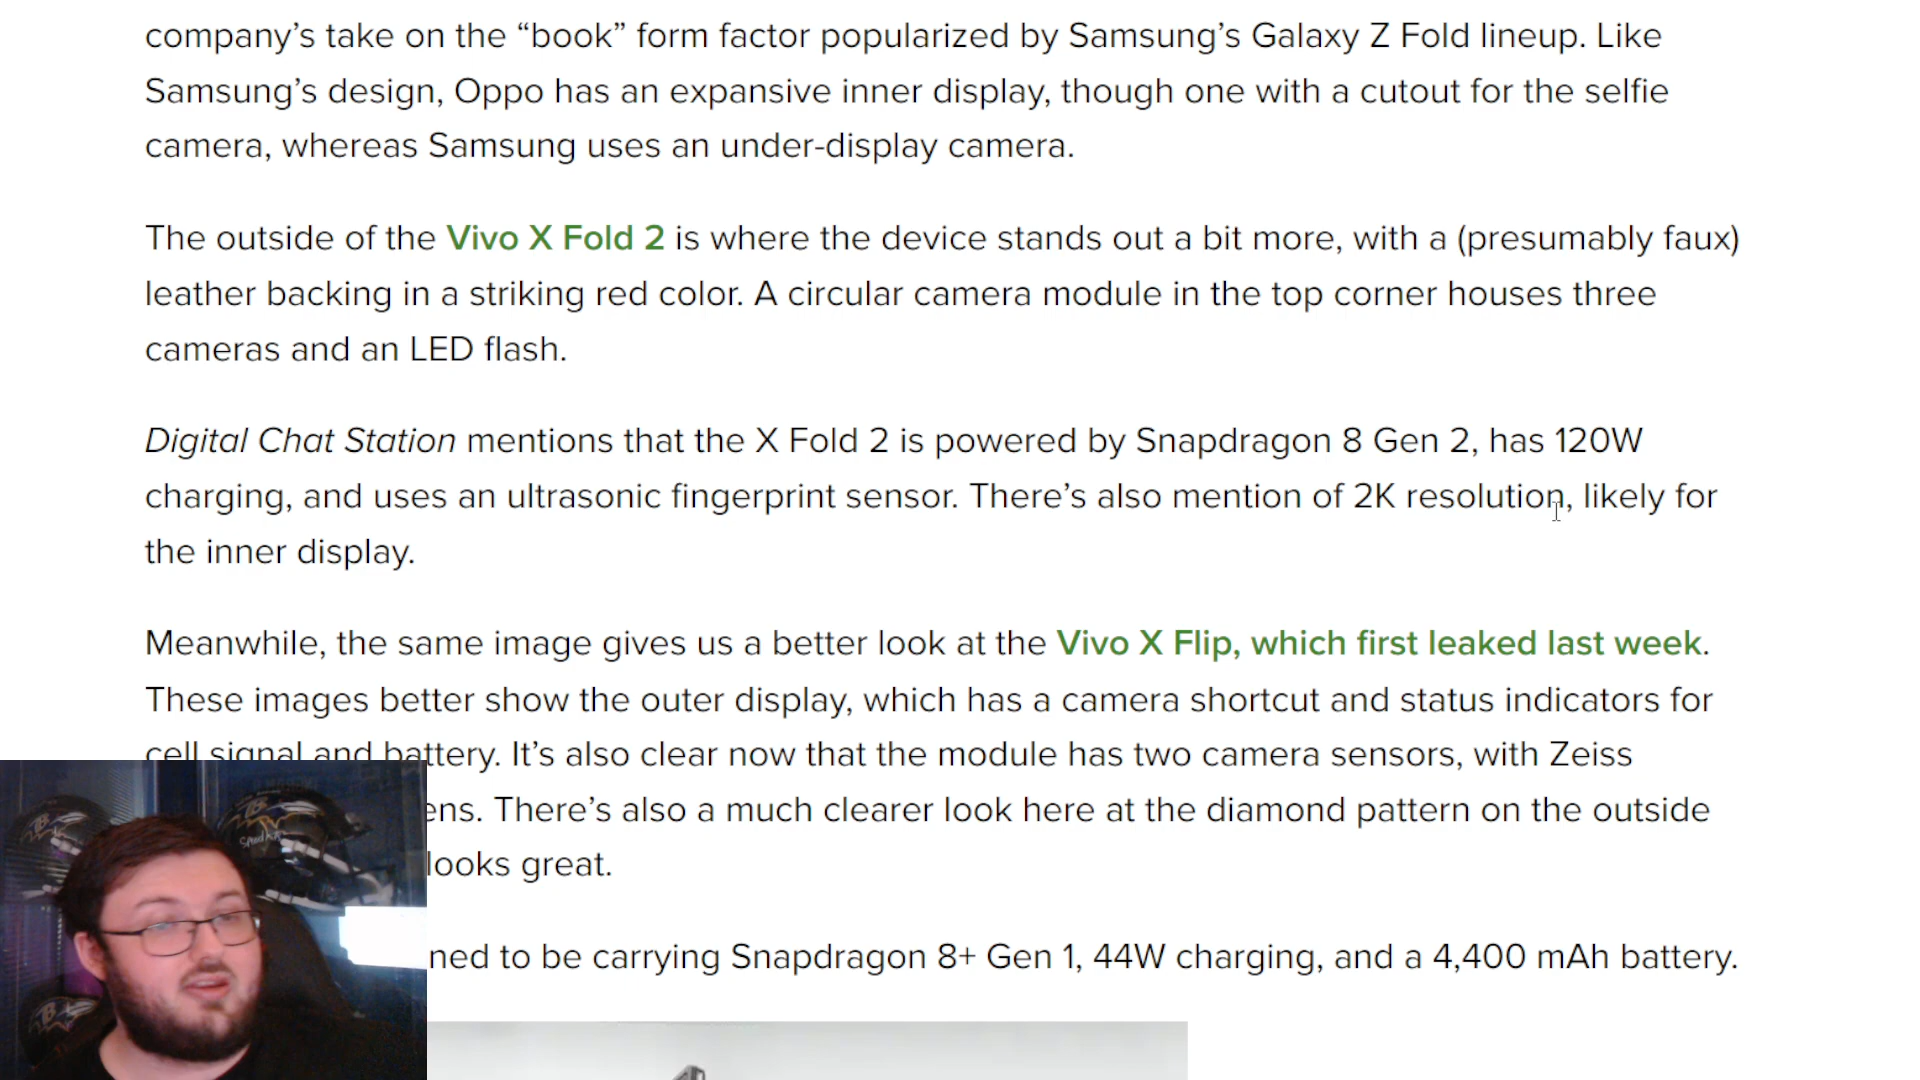 company’s take on the “book” form factor popularized by Samsung’s Galaxy Z Fold lineup. Like
Samsung’s design, Oppo has an expansive inner display, though one with a cutout for the selfie
camera, whereas Samsung uses an under-display camera.
The outside of the Vivo X Fold 2 is where the device stands out a bit more, with a (presumably faux)
leather backing in a striking red color. A circular camera module in the top corner houses three
cameras and an LED flash.
Digital Chat Station mentions that the X Fold 2 is powered by Snapdragon 8 Gen 2, has 120W
charging, and uses an ultrasonic fingerprint sensor. There’s also mention of 2K resolution, likely for
the inner display.
Meanwhile, the same image gives us a better look at the Vivo X Flip, which first leaked last week.
These images better show the outer display, which has a camera shortcut and status indicators for
cell signal and battery. It’s also clear now that the module has two camera sensors, with Zeiss
ens. There’s also a much clearer look here at the diamond pattern on the outside
looks great.
ned to be carrying Snapdragon 8+ Gen 1, 44W charging, and a 4,400 mAh battery.